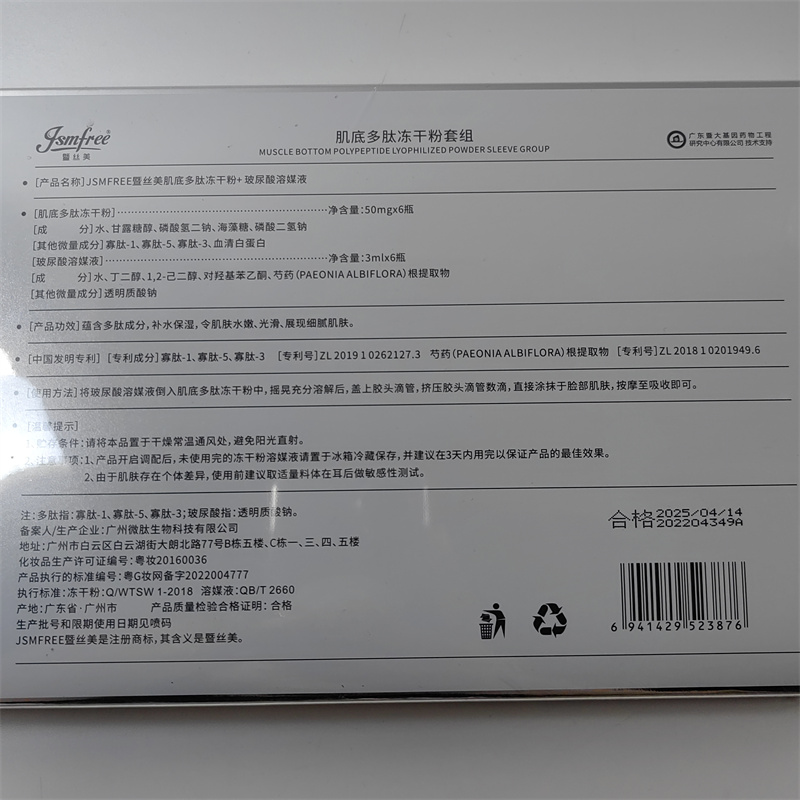 Jsmfree®
暨丝美
肌底多肽冻干粉套组
MUSCLE BOTTOM POLYPEPTIDE LYOPHILIZED POWDER SLEEVE GROUP
广东暨大基因药物工程
研究中心有限公司 技术支持
[产品名称]JSMFREE暨丝美肌底多肽冻干粉+玻尿酸溶媒液
[肌底多肽冻干粉]……净含量:50mgx6瓶
[成 分]水、甘露糖醇、磷酸氢二钠、海藻糖、磷酸二氢钠
[其他微量成分]寡肽-1、寡肽-5、寡肽-3、血清白蛋白
[玻尿酸溶媒液]……净含量:3mlx6瓶
[成 分]水、丁二醇、1,2-己二醇、对羟基苯乙酮、芍药(PAEONIA ALBIFLORA)根提取物
[其他微量成分]透明质酸钠
[产品功效]蕴含多肽成分,补水保湿,令肌肤水嫩、光滑、展现细腻肌肤。
[中国发明专利] [专利成分]寡肽-1、寡肽-5、寡肽-3 [专利号]ZL 2019 1 0262127.3 芍药(PAEONIA ALBIFLORA)根提取物 [专利号]ZL 2018 1 0201949.6
[使用方法]将玻尿酸溶媒液倒入肌底多肽冻干粉中,摇晃充分溶解后,盖上胶头滴管,挤压胶头滴管数滴,直接涂抹于脸部肌肤,按摩至吸收即可。
[温馨提示]
1.贮存条件:请将本品置于干燥常温通风处,避免阳光直射。
2.注意事项:1、产品开启调配后,未使用完的冻干粉溶媒液请置于冰箱冷藏保存,并建议在3天内用完以保证产品的最佳效果。
2、由于肌肤存在个体差异,使用前建议取适量料体在耳后做敏感性测试。
注:多肽指:寡肽-1、寡肽-5、寡肽-3;玻尿酸指:透明质酸钠。
备案人/生产企业:广州微肽生物科技有限公司
地址:广州市白云区白云湖街大朗北路77号B栋五楼、C栋一、三、四、五楼
化妆品生产许可证编号:粤妆20160036
产品执行的标准编号:粤G妆网备字2022004777
执行标准:冻干粉:Q/WTSW 1-2018 溶媒液:QB/T 2660
产地:广东省·广州市 产品质量检验合格证明:合格
生产批号和限期使用日期见喷码
JSMFREE暨丝美是注册商标,其含义是暨丝美。
合格 2025/04/14
202204349A
6 941429 523876